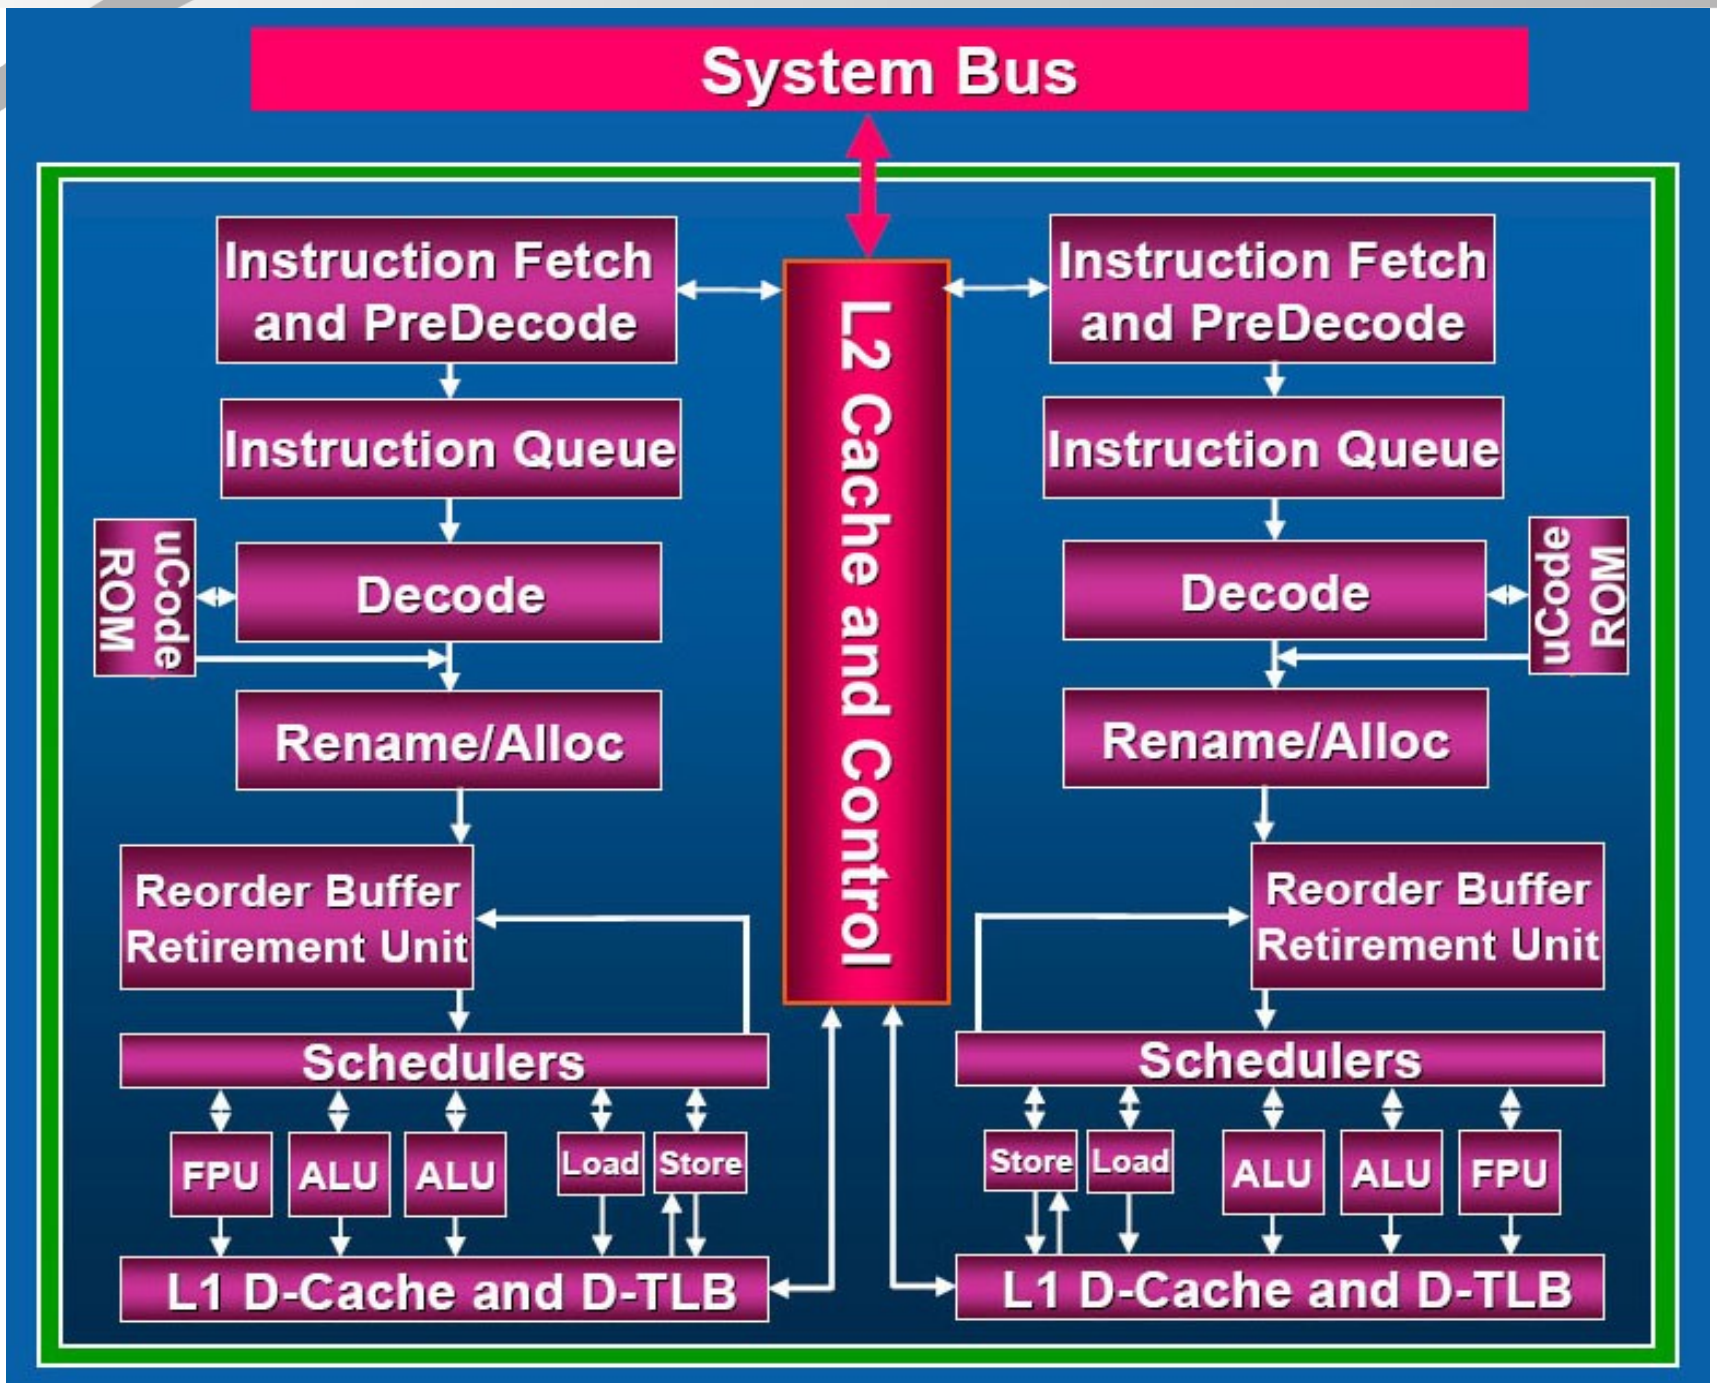 System Bus
Instruction Fetch
and PreDecode
Instruction Queue
uCode
ROM
Decode
Rename/Alloc
Reorder Buffer
Retirement Unit
Schedulers
FPU
ALU
ALU
Load
Store
L1 D-Cache and D-TLB
L2 Cache and Control
Instruction Fetch
and PreDecode
Instruction Queue
Decode
uCode
ROM
Rename/Alloc
Reorder Buffer
Retirement Unit
Schedulers
Store
Load
ALU
ALU
FPU
L1 D-Cache and D-TLB